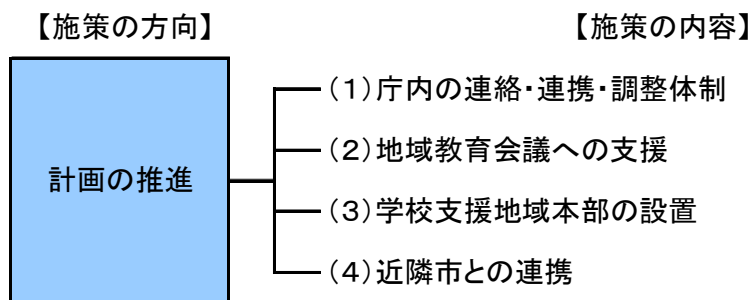 【施策の方向】
【施策の内容】
計画の推進
（１）庁内の連絡・連携・調整体制
（２）地域教育会議への支援
（３）学校支援地域本部の設置
（４）近隣市との連携